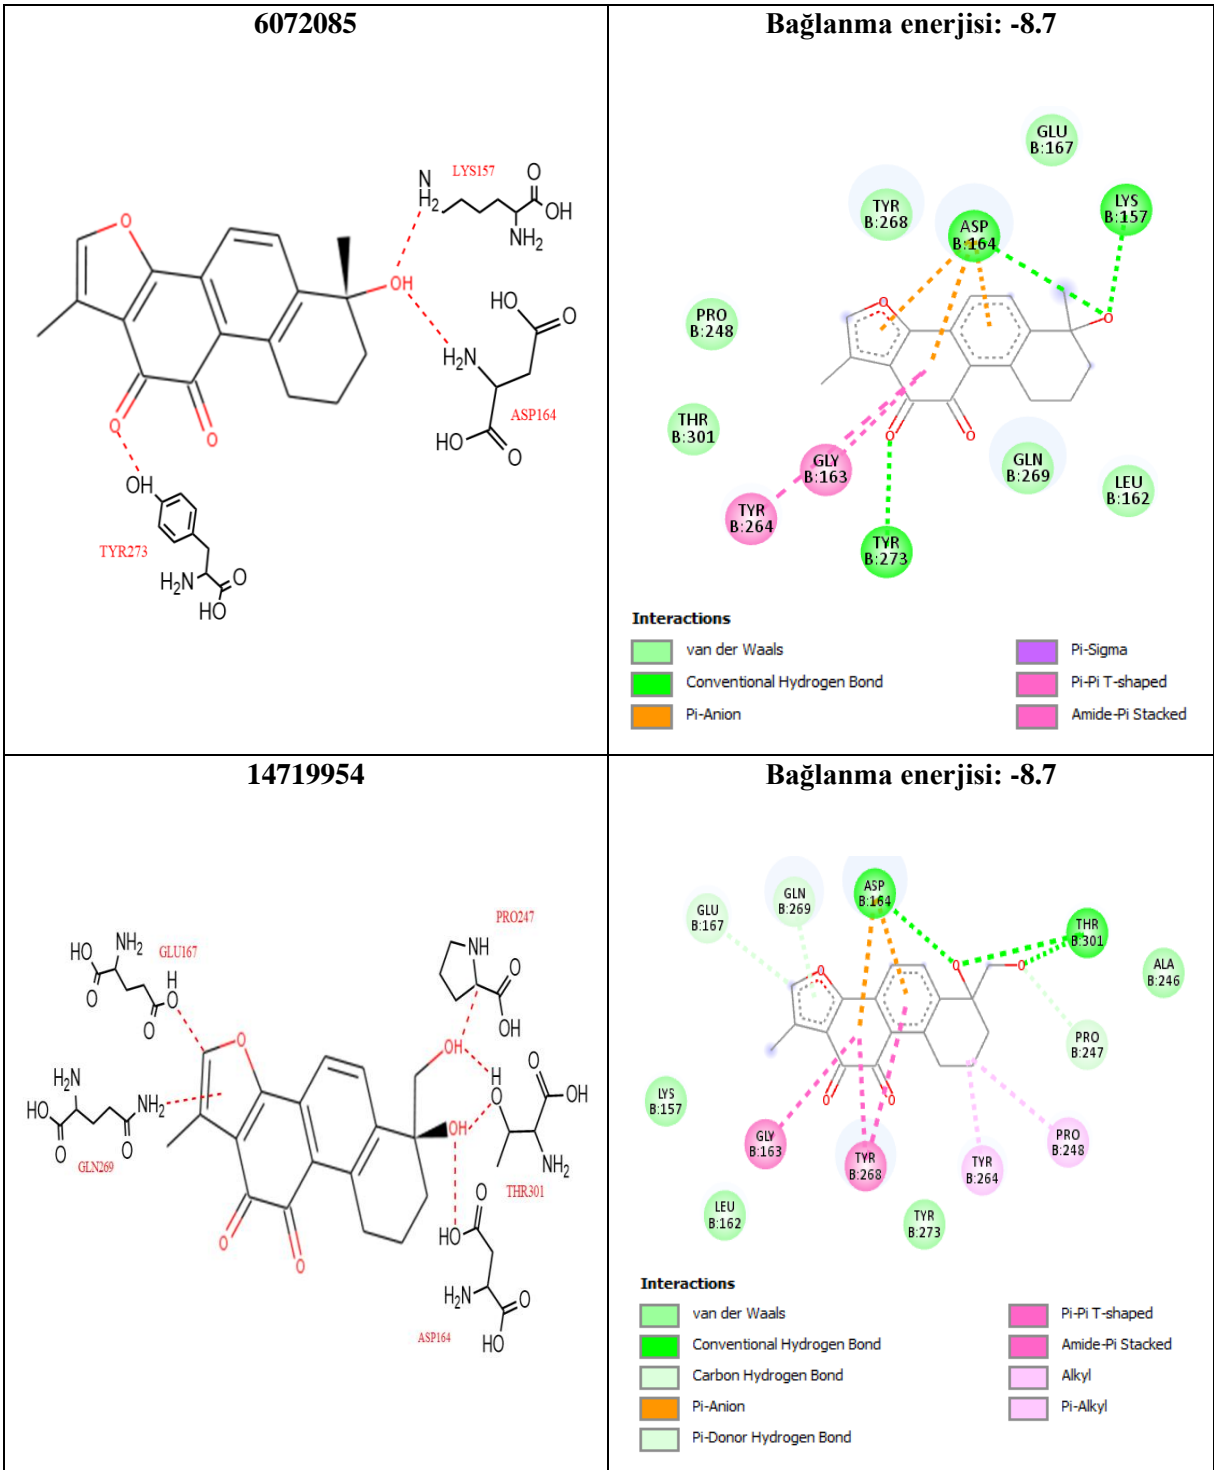 6072085
Bağlanma enerjisi: -8.7
LYS157
N
H2
O
OH
NH2
O
OH
HO
O
H2N
ASP164
HO
O
O
O
OH
TYR273
H2N
O
HO
GLU
B:167
LYS
B:157
TYR
B:268
ASP
B:164
PRO
B:248
THR
B:301
GLY
B:163
GLN
B:269
LEU
B:162
TYR
B:264
TYR
B:273
O
O
O
O
Interactions
van der Waals
Conventional Hydrogen Bond
Pi-Anion
Pi-Sigma
Pi-Pi T-shaped
Amide-Pi Stacked
14719954
Bağlanma enerjisi: -8.7
PRO247
NH
O
OH
HO
NH2
GLU167
H
O
O
O
O
OH
H
O
O
OH
NH2
THR301
H2N
HO
O
NH2
O
GLN269
OH
O
O
O
HO
H2N
O
HO
ASP164
GLU
B:167
GLN
B:269
ASP
B:164
THR
B:301
ALA
B:246
PRO
B:247
LYS
B:157
GLY
B:163
TYR
B:268
TYR
B:264
PRO
B:248
LEU
B:162
TYR
B:273
O
O
O
O
O
Interactions
van der Waals
Conventional Hydrogen Bond
Carbon Hydrogen Bond
Pi-Anion
Pi-Donor Hydrogen Bond
Pi-Pi T-shaped
Amide-Pi Stacked
Alkyl
Pi-Alkyl